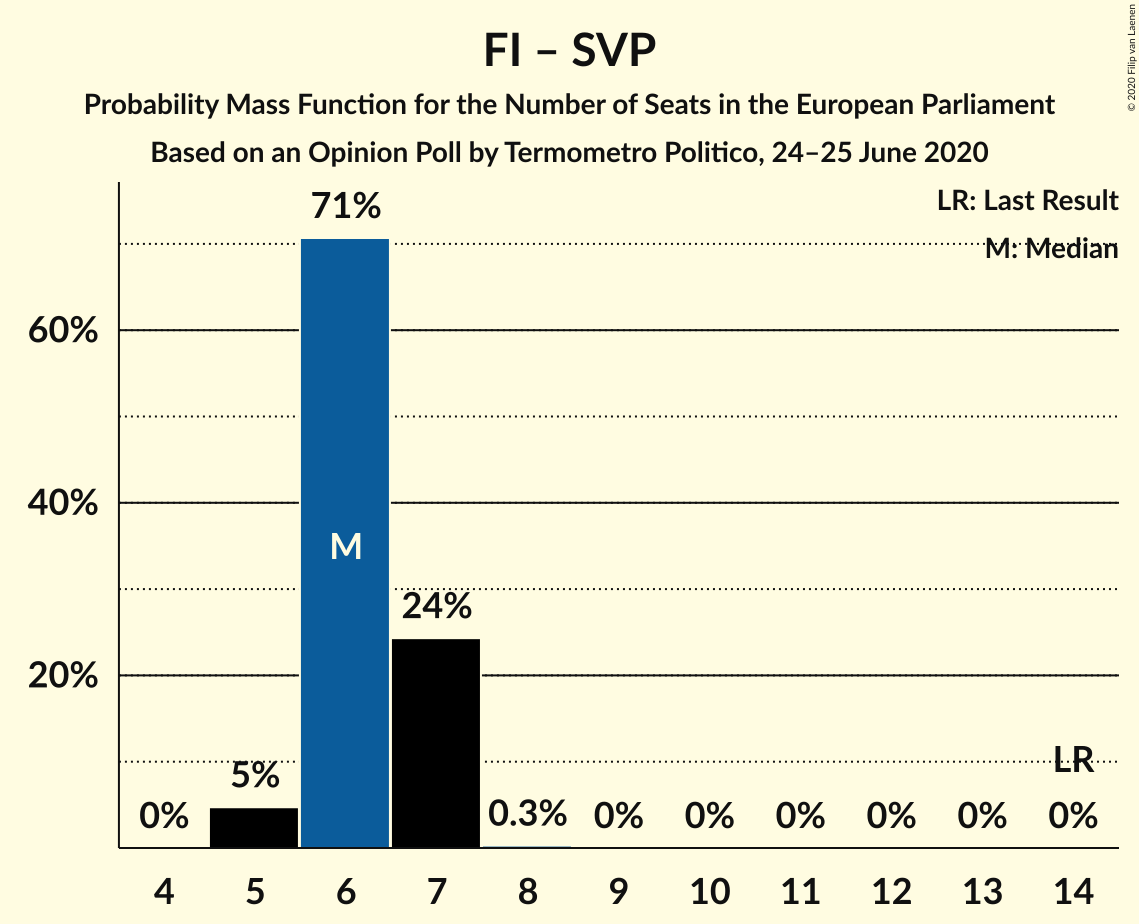 FI – SVP
Probability Mass Function for the Number of Seats in the European Parliament
Based on an Opinion Poll by Termometro Politico, 24–25 June 2020
© 2020 Filip van Laenen
LR: Last Result
M: Median
71%
60%
40%
M
24%
20%
LR
5%
0%
0.3%
0%
0%
0%
0%
0%
0%
4 5 6 7 8 9 10 11 12 13 14